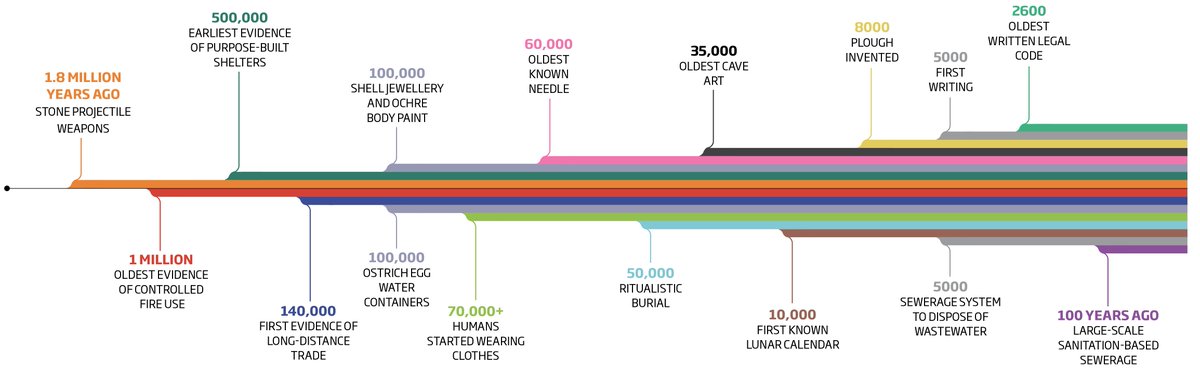 1.8 MILLION
YEARS AGO
STONE PROJECTILE
WEAPONS
500,000
EARLIEST EVIDENCE
OF PURPOSE-BUILT
SHELTERS
100,000
SHELL JEWELLERY
AND OCHRE
BODY PAINT
60,000
OLDEST
KNOWN
NEEDLE
35,000
OLDEST CAVE
ART
8000
PLOUGH
INVENTED
5000
FIRST
WRITING
2600
OLDEST
WRITTEN LEGAL
CODE
1 MILLION
OLDEST EVIDENCE
OF CONTROLLED
FIRE USE
140,000
FIRST EVIDENCE OF
LONG-DISTANCE
TRADE
100,000
OSTRICH EGG
WATER
CONTAINERS
70,000+
HUMANS
STARTED WEARING
CLOTHES
50,000
RITUALISTIC
BURIAL
10,000
FIRST KNOWN
LUNAR CALENDAR
5000
SEWERAGE SYSTEM
TO DISPOSE OF
WASTEWATER
100 YEARS AGO
LARGE-SCALE
SANITATION-BASED
SEWERAGE